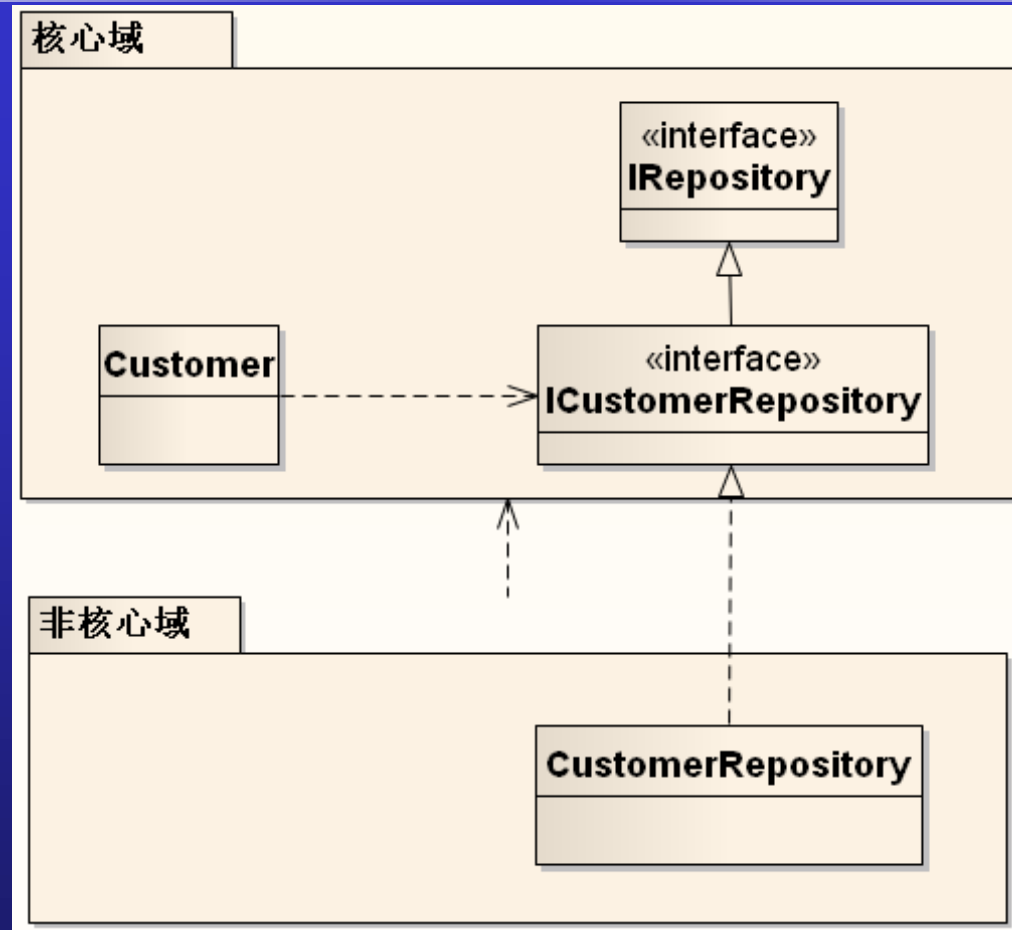 核心域
«interface»
IRepository
Customer
«interface»
ICustomerRepository
非核心域
CustomerRepository